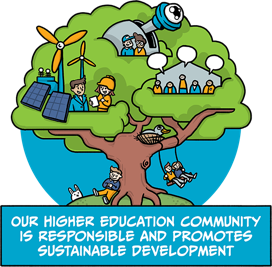 OUR HIGHER EDUCATION COMMUNITY
IS RESPONSIBLE AND PROMOTES
SUSTAINABLE DEVELOPMENT